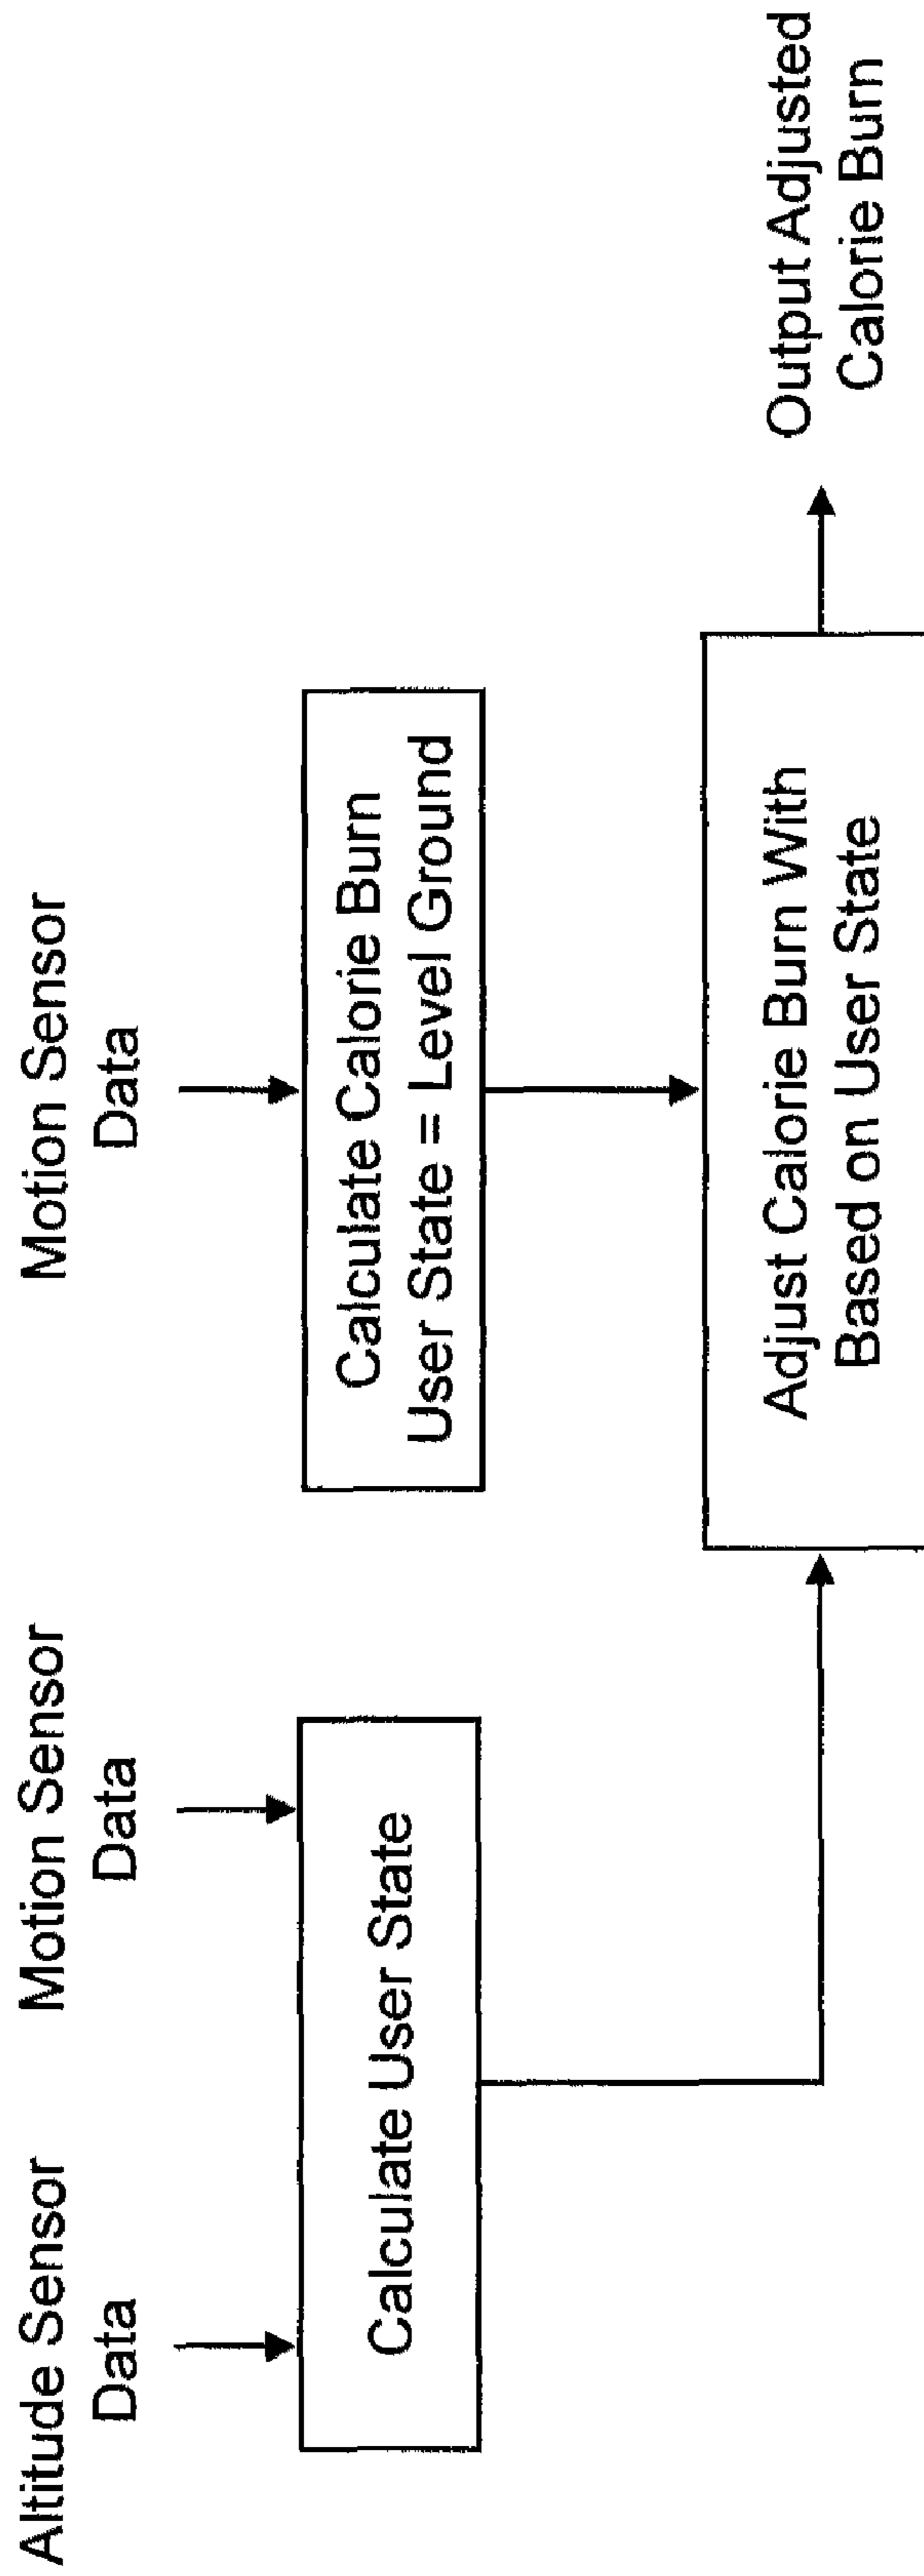 Altitude Sensor
Data
Motion Sensor
Data
Motion Sensor
Data
Calculate User State
Calculate Calorie Burn
User State = Level Ground
Adjust Calorie Burn With
Based on User State
Output Adjusted
Calorie Burn